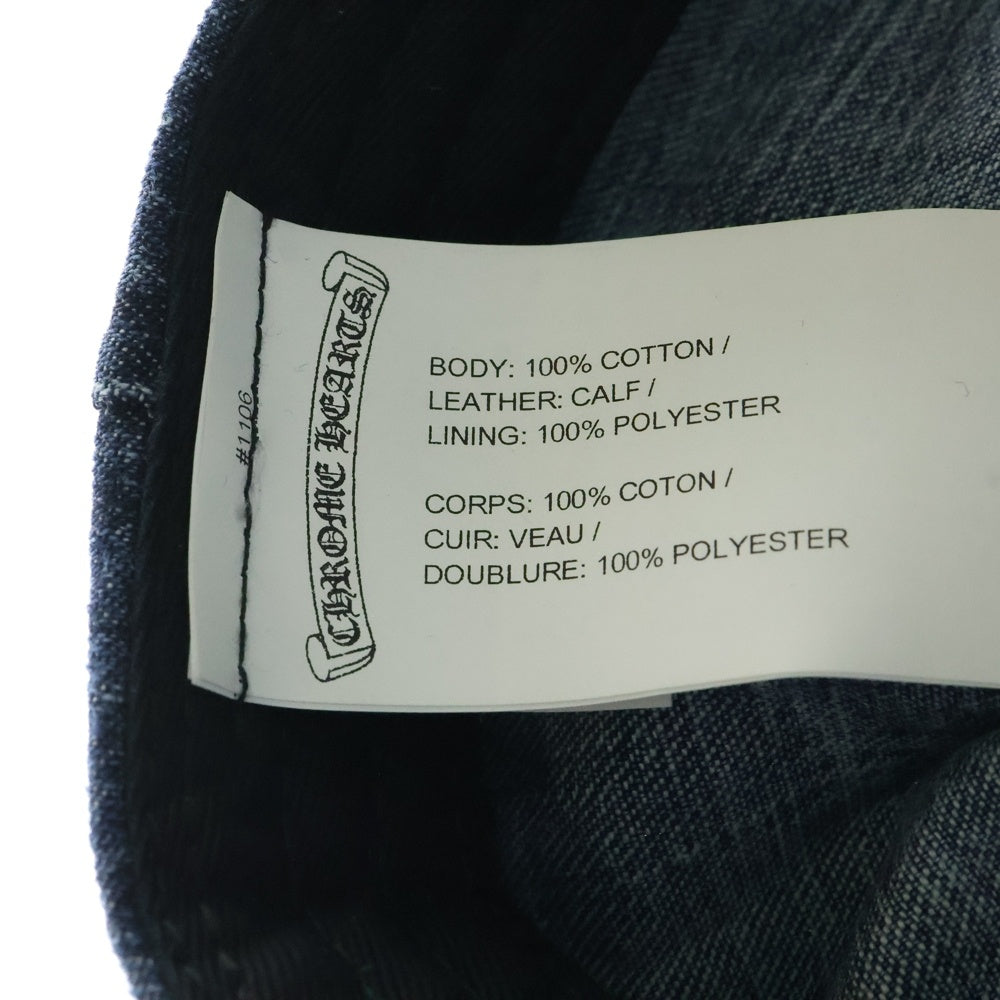 #1106
CHROME HEARTS
BODY: 100% COTTON /
LEATHER: CALF /
LINING: 100% POLYESTER
CORPS: 100% COTON /
CUIR: VEAU /
DOUBLURE: 100% POLYESTER